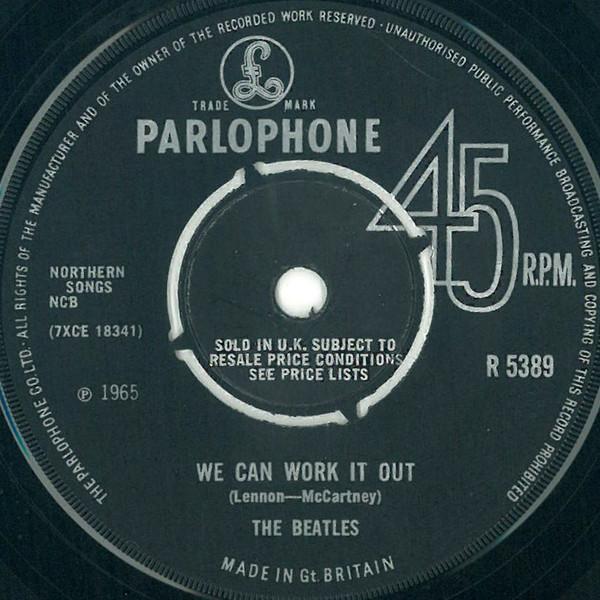 THE PARLOPHONE CO.LTD. · ALL RIGHTS OF THE MANUFACTURER AND OF THE OWNER OF THE RECORDED WORK RESERVED · UNAUTHORISED PUBLIC PERFORMANCE BROADCASTING AND COPYING OF THIS RECORD PROHIBITED
£
TRADE MARK
PARLOPHONE
45
R.P.M.
NORTHERN
SONGS
NCB
(7XCE 18341)
SOLD IN U.K. SUBJECT TO
RESALE PRICE CONDITIONS
SEE PRICE LISTS
R 5389
℗ 1965
WE CAN WORK IT OUT
(Lennon—McCartney)
THE BEATLES
MADE IN Gt. BRITAIN